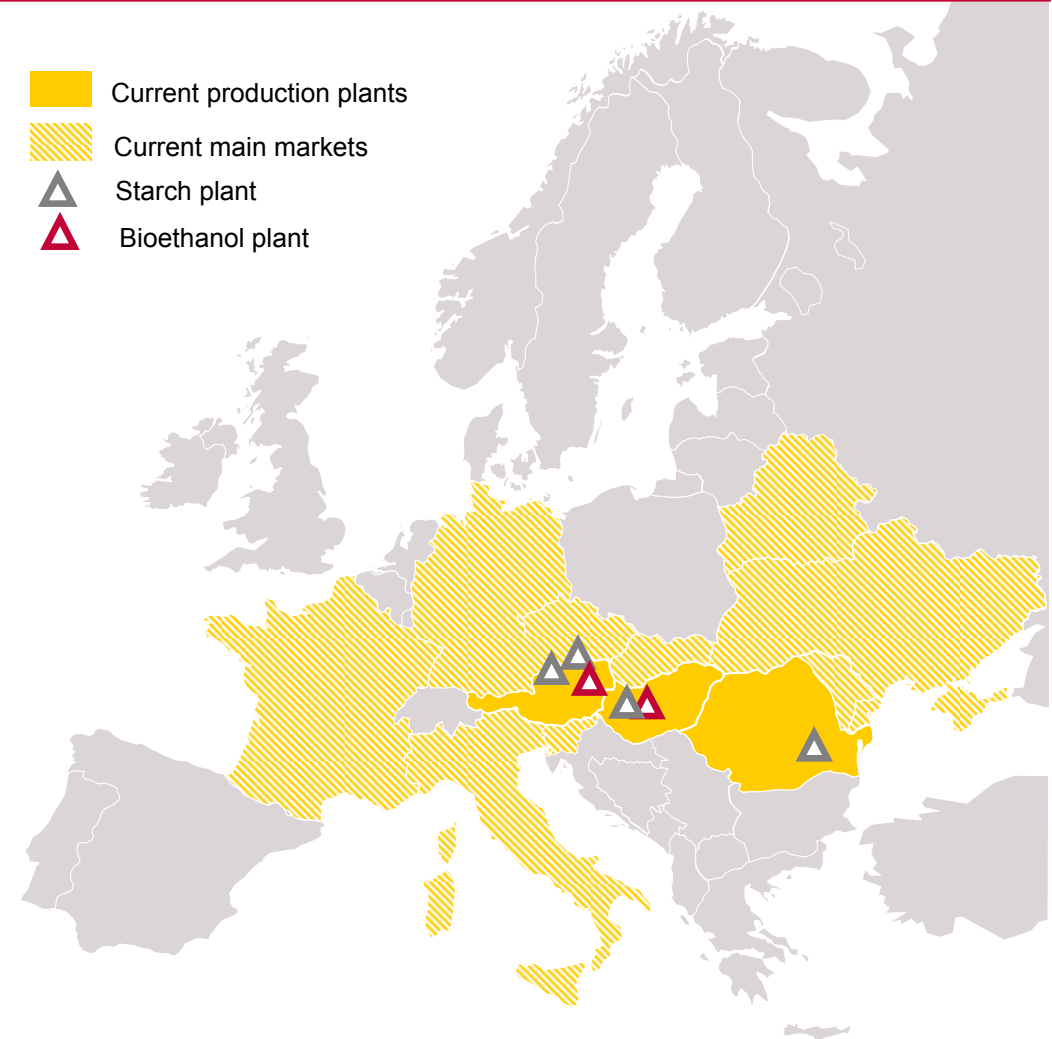 Current production plants
Current main markets
Starch plant
Bioethanol plant